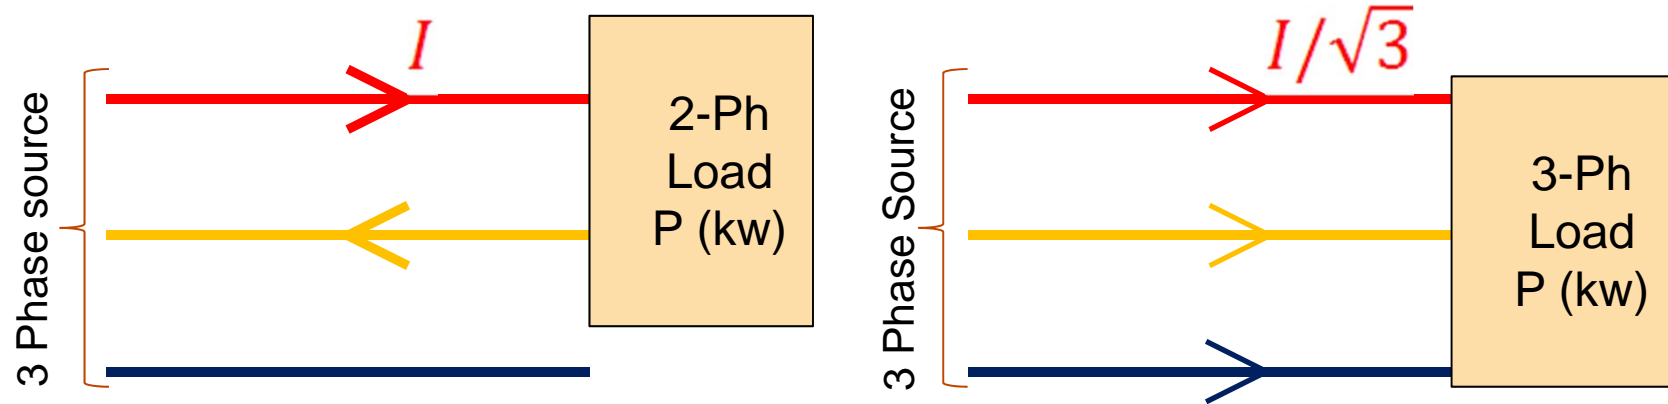 3 Phase source
I
2-Ph
Load
P (kw)
3 Phase Source
I/√3
3-Ph
Load
P (kw)